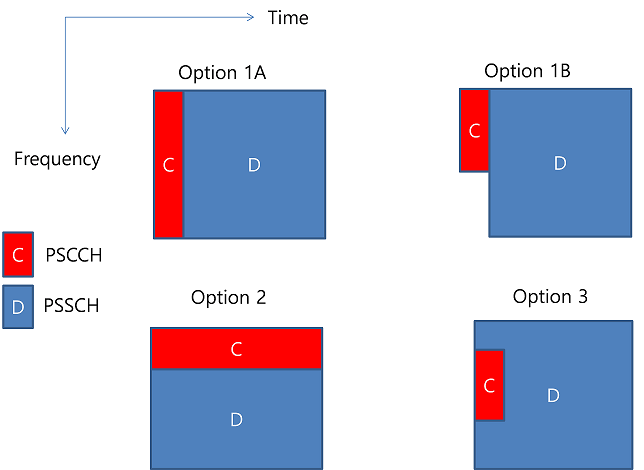 Time
Frequency
Option 1A
C
D
Option 1B
C
D
C PSCCH
D PSSCH
Option 2
C
D
Option 3
C
D